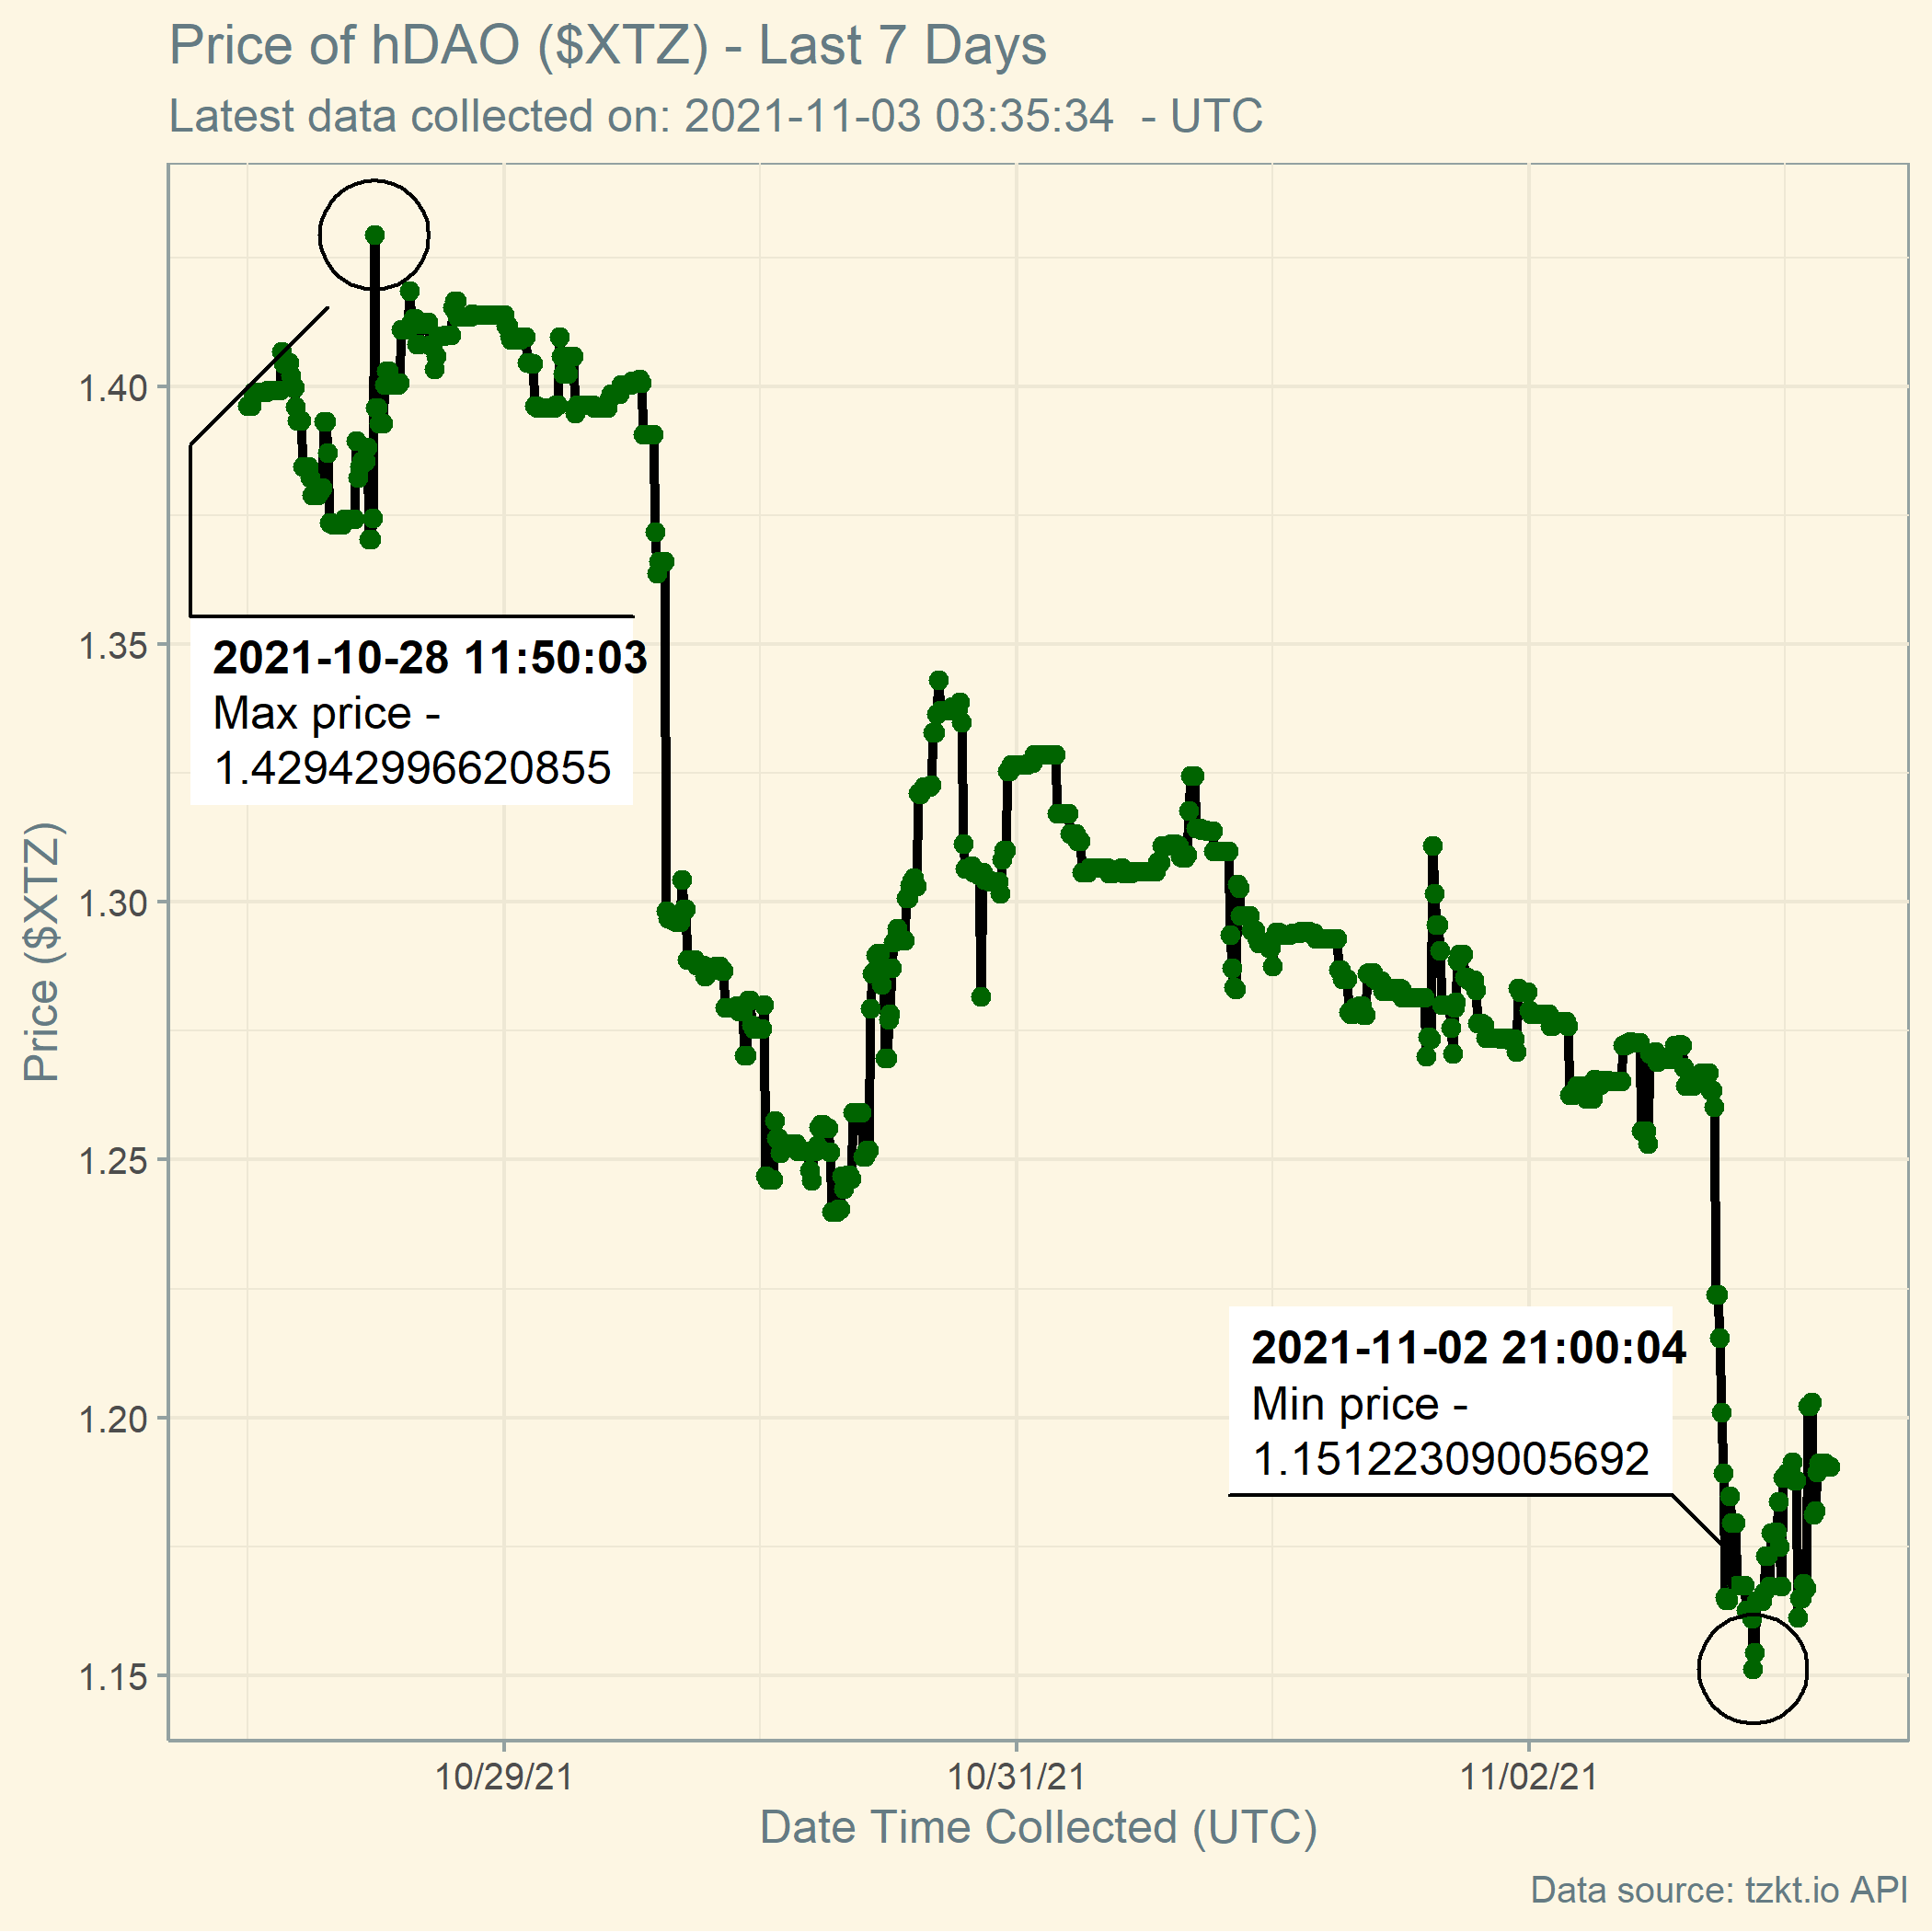 Price of hDAO ($XTZ) - Last 7 Days
Latest data collected on: 2021-11-03 03:35:34  - UTC
1.40
1.35
1.30
1.25
1.20
1.15
Price ($XTZ)
2021-10-28 11:50:03
Max price -
1.42942996620855
2021-11-02 21:00:04
Min price -
1.15122309005692
10/29/21
10/31/21
11/02/21
Date Time Collected (UTC)
Data source: tzkt.io API